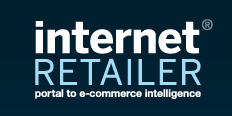 internet®
RETAILER
portal to e-commerce intelligence